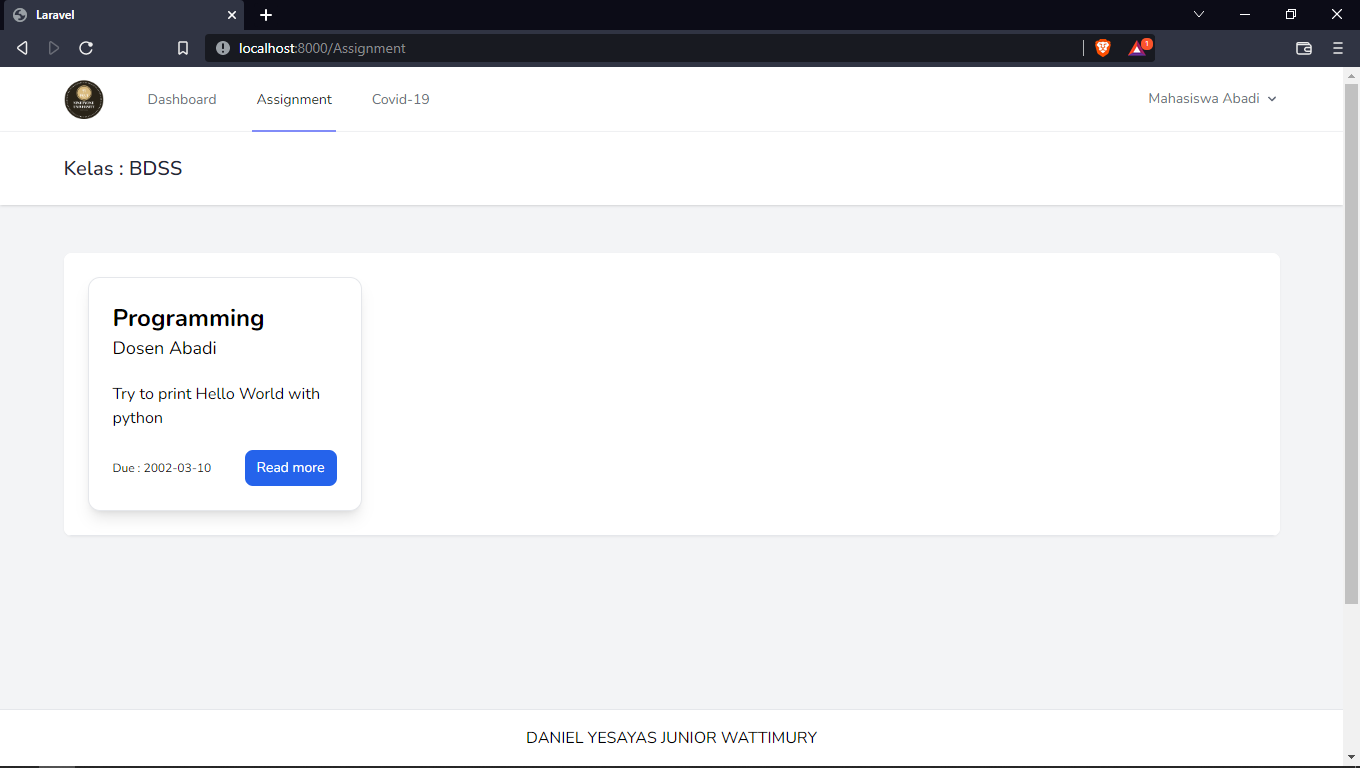 Laravel
localhost:8000/Assignment
1
Dashboard
Assignment
Covid-19
Mahasiswa Abadi
Kelas : BDSS
Programming
Dosen Abadi
Try to print Hello World with
python
Due : 2002-03-10
Read more
DANIEL YESAYAS JUNIOR WATTIMURY